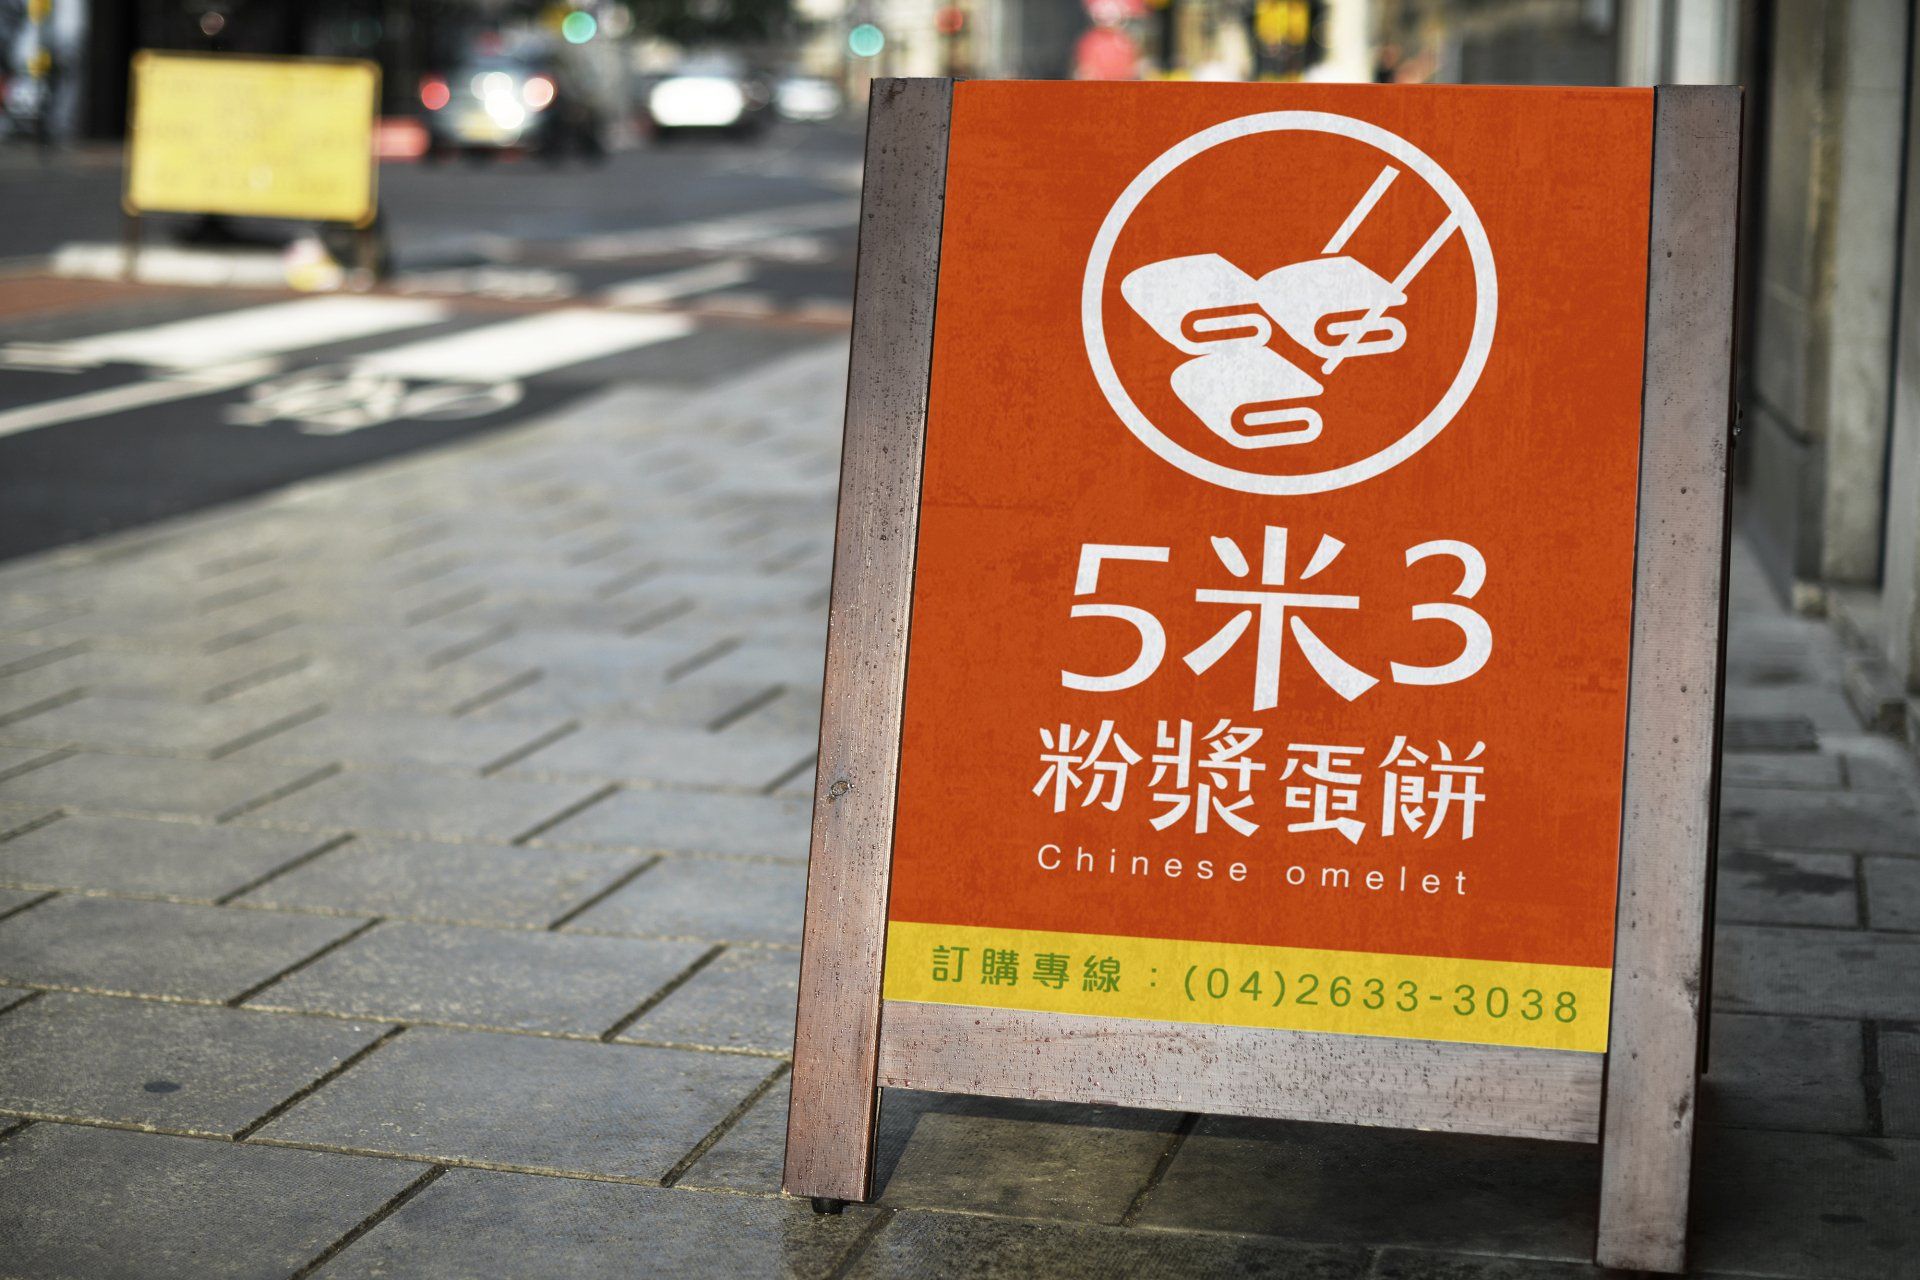 5米3
粉漿蛋餅
Chinese omelet
訂購專線：(04)2633-3038